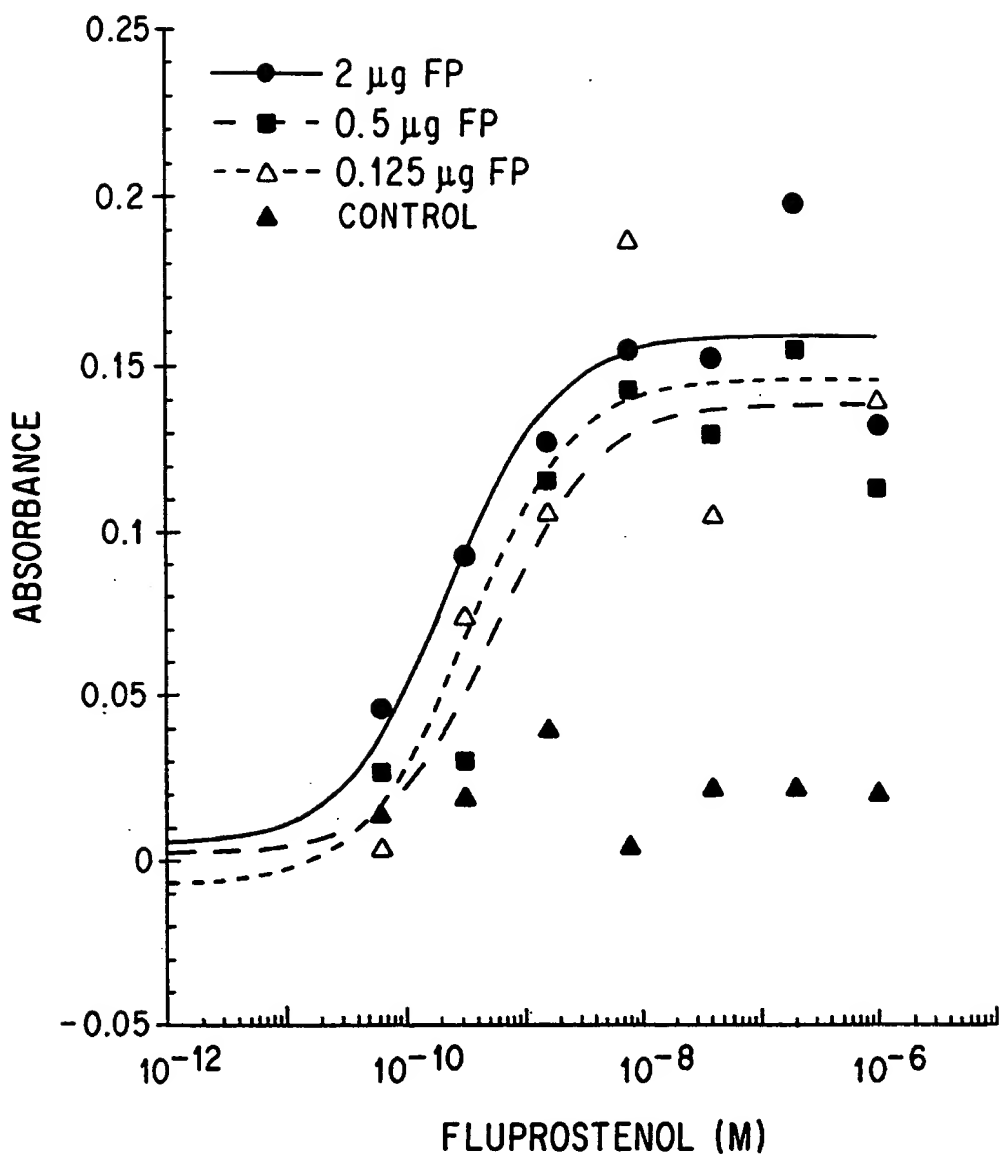 0.25
2 μg FP
0.5 μg FP
0.125 μg FP
CONTROL
0.2
0.15
0.1
0.05
0
-0.05
ABSORBANCE
10⁻¹² 10⁻¹⁰ 10⁻⁸ 10⁻⁶
FLUPROSTENOL (M)